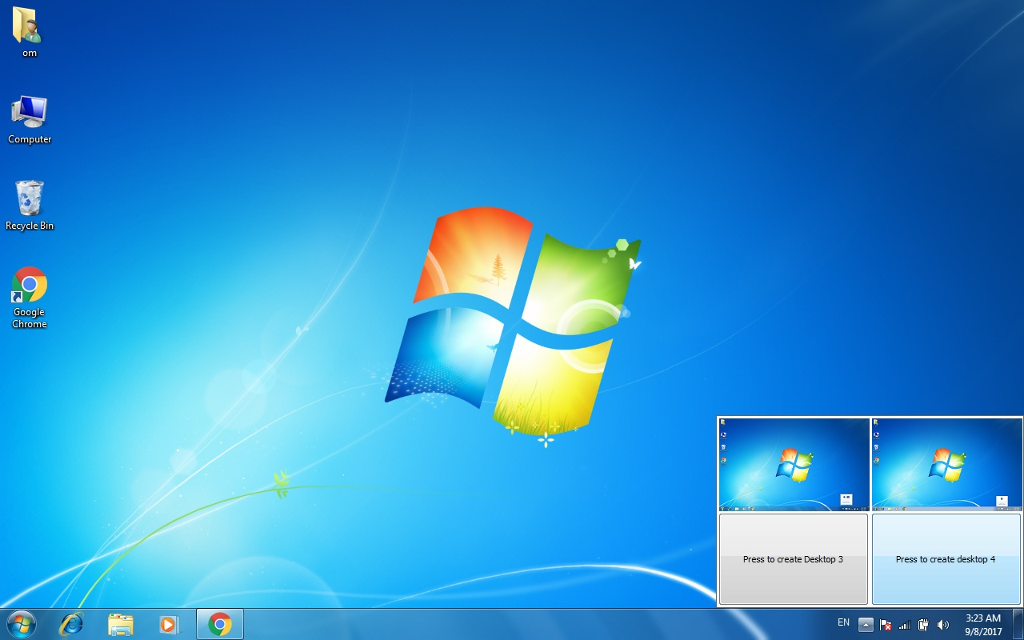 om
Computer
Recycle Bin
Google
Chrome
Press to create Desktop 3
Press to create desktop 4
EN
3:23 AM
9/8/2017